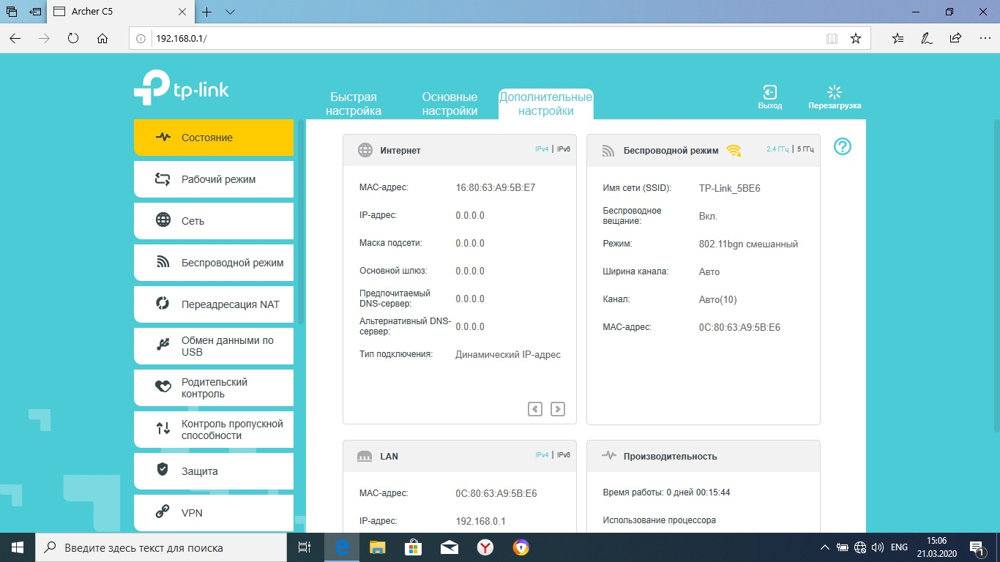 Archer C5
192.168.0.1/
tp-link
Быстрая
настройка
Основные
настройки
Дополнительные
настройки
Выход
Перезагрузка
Состояние
Рабочий режим
Сеть
Беспроводной режим
Переадресация NAT
Обмен данными по
USB
Родительский
контроль
Контроль пропускной
способности
Защита
VPN
Интернет
IPv4 | IPv6
MAC-адрес: 16:80:63:A9:5B:E7
IP-адрес: 0.0.0.0
Маска подсети: 0.0.0.0
Основной шлюз: 0.0.0.0
Предпочитаемый
DNS-сервер: 0.0.0.0
Альтернативный DNS-
сервер: 0.0.0.0
Тип подключения: Динамический IP-адрес
Беспроводной режим
2,4 ГГц | 5 ГГц
Имя сети (SSID): TP-Link_5BE6
Беспроводное
вещание: Вкл.
Режим: 802.11bgn смешанный
Ширина канала: Авто
Канал: Авто(10)
MAC-адрес: 0C:80:63:A9:5B:E6
LAN
IPv4 | IPv6
MAC-адрес: 0C:80:63:A9:5B:E6
IP-адрес: 192.168.0.1
Производительность
Время работы: 0 дней 00:15:44
Использование процессора
Введите здесь текст для поиска
ENG
15:06
21.03.2020
1